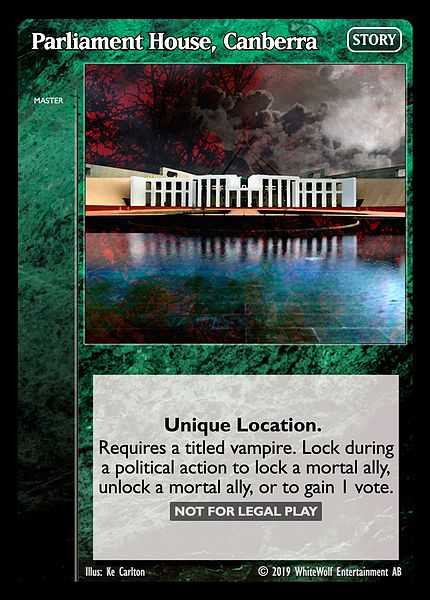 Parliament House, Canberra
STORY
MASTER
Unique Location.
Requires a titled vampire. Lock during
a political action to lock a mortal ally,
unlock a mortal ally, or to gain 1 vote.
NOT FOR LEGAL PLAY
Illus: Ke Carlton
© 2019 WhiteWolf Entertainment AB